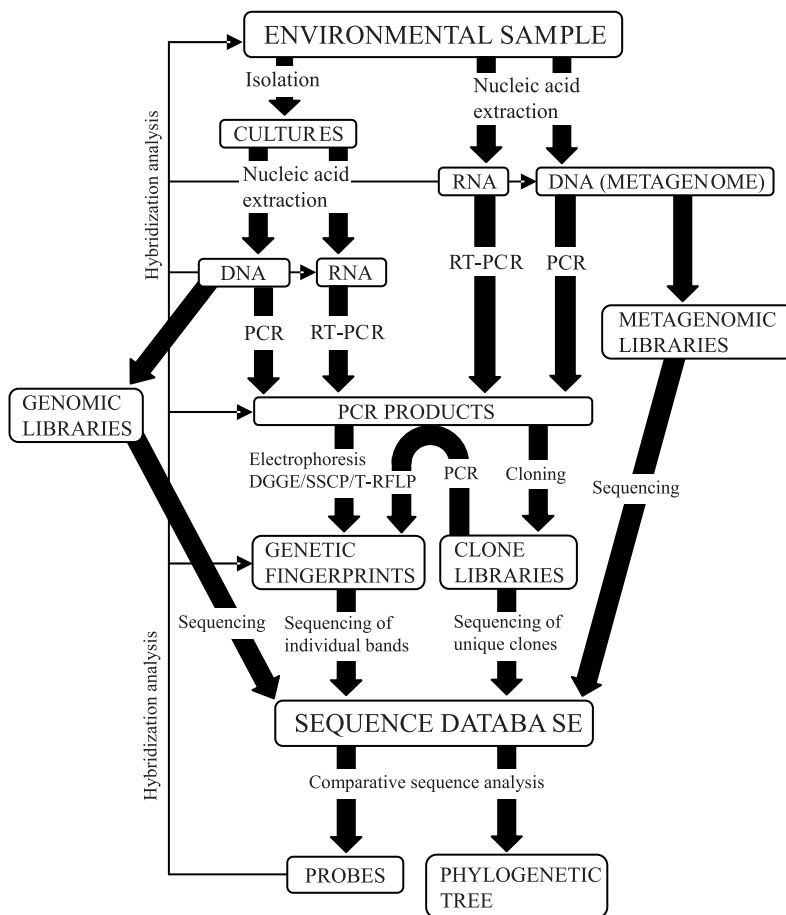 ENVIRONMENTAL SAMPLE
Isolation
Nucleic acid
extraction
Hybridization analysis
CULTURES
Nucleic acid
extraction
RNA
DNA (METAGENOME)
DNA
RNA
RT-PCR
PCR
PCR
RT-PCR
METAGENOMIC
LIBRARIES
GENOMIC
LIBRARIES
PCR PRODUCTS
Electrophoresis
DGGE/SSCP/T-RFLP
PCR
Cloning
Sequencing
GENETIC
FINGERPRINTS
CLONE
LIBRARIES
Sequencing
Sequencing of
individual bands
Sequencing of
unique clones
Hybridization analysis
SEQUENCE DATABA SE
Comparative sequence analysis
PROBES
PHYLOGENETIC
TREE